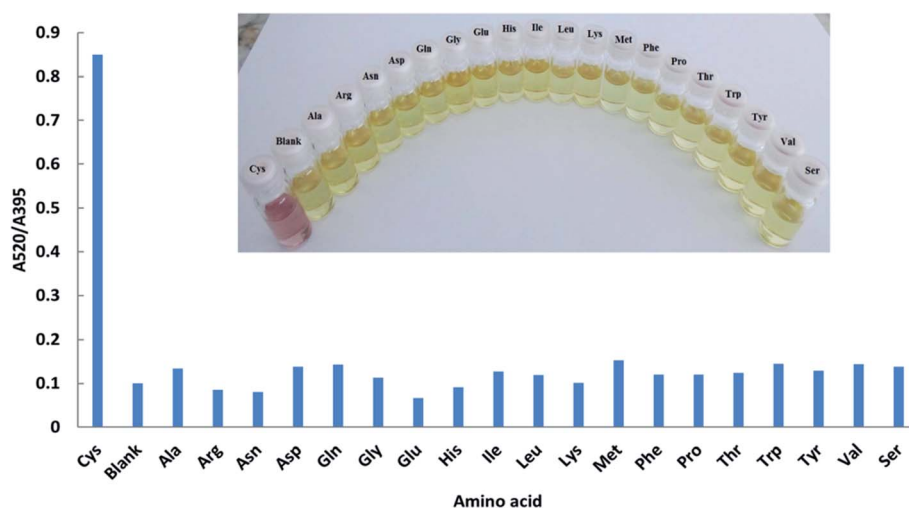 0.9
0.8
0.7
0.6
0.5
0.4
0.3
0.2
0.1
0
A520/A395
Cys
Blank
Ala
Arg
Asn
Asp
Gln
Gly
Glu
His
Ile
Leu
Lys
Met
Phe
Pro
Thr
Trp
Tyr
Val
Ser
Cys
Blank
Ala
Arg
Asn
Asp
Gln
Gly
Glu
His
Ile
Leu
Lys
Met
Phe
Pro
Thr
Trp
Tyr
Val
Ser
Amino acid